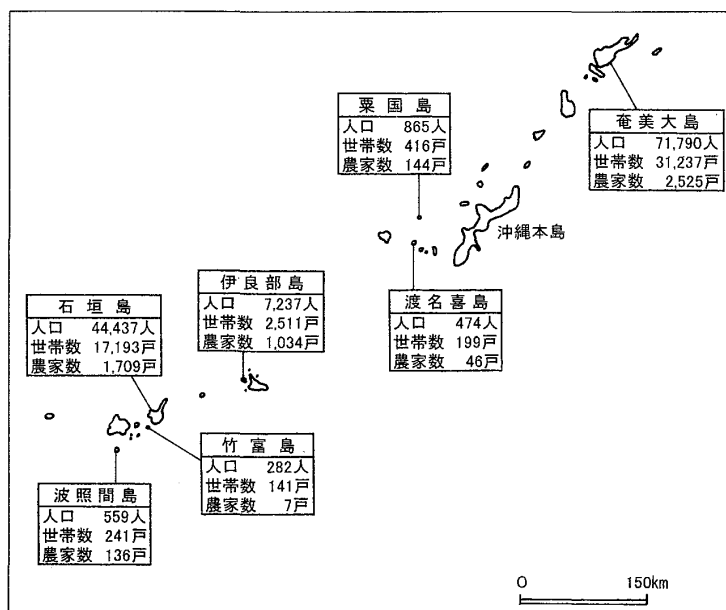 奄美大島
人口 71,790人
世帯数 31,237戸
農家数 2,525戸
粟国島
人口 865人
世帯数 416戸
農家数 144戸
沖縄本島
渡名喜島
人口 474人
世帯数 199戸
農家数 46戸
伊良部島
人口 7,237人
世帯数 2,511戸
農家数 1,034戸
石垣島
人口 44,437人
世帯数 17,193戸
農家数 1,709戸
竹富島
人口 282人
世帯数 141戸
農家数 7戸
波照間島
人口 559人
世帯数 241戸
農家数 136戸
0 150km